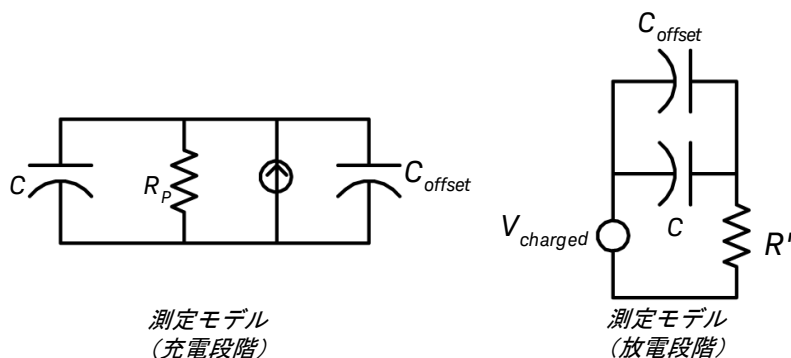 C
R_P
C_offset
測定モデル
(充電段階)
C_offset
C
V_charged
R'
測定モデル
(放電段階)